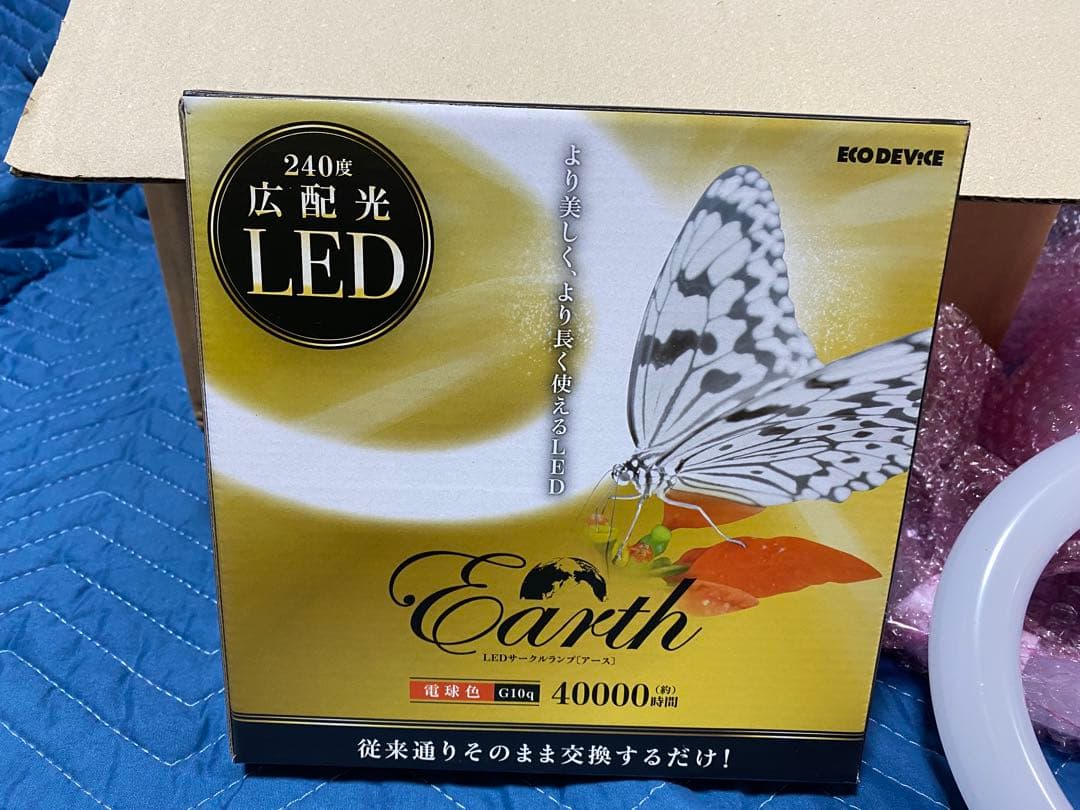 240度
広配光
LED
より美しく、より長く使えるLED
ECO DEVICE
Earth
LEDサークルランプ[アース]
電球色 G10q 40000(約)時間
従来通りそのまま交換するだけ!